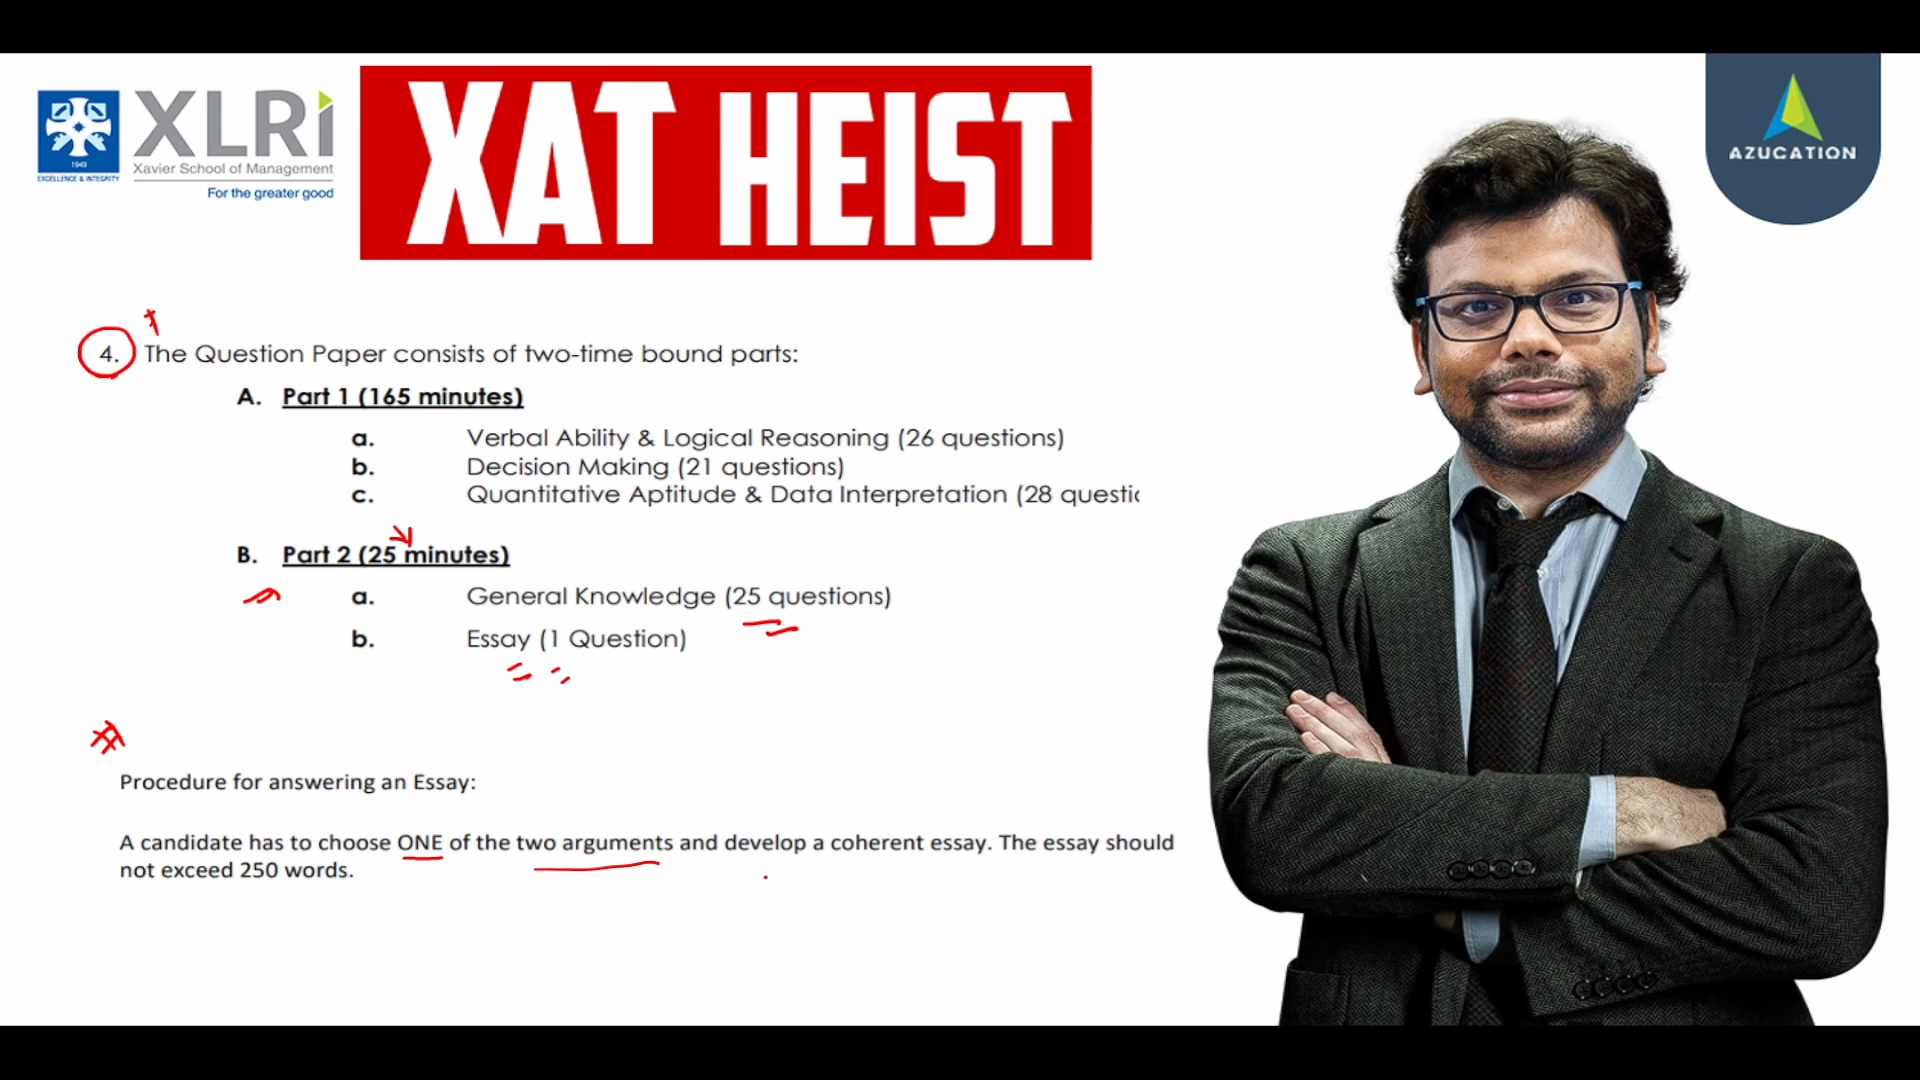 XLRI
1949
EXCELLENCE & INTEGRITY
Xavier School of Management
For the greater good
XAT HEIST
AZUCATION
4. The Question Paper consists of two-time bound parts:
A. Part 1 (165 minutes)
a. Verbal Ability & Logical Reasoning (26 questions)
b. Decision Making (21 questions)
c. Quantitative Aptitude & Data Interpretation (28 questi
B. Part 2 (25 minutes)
a. General Knowledge (25 questions)
b. Essay (1 Question)
Procedure for answering an Essay:
A candidate has to choose ONE of the two arguments and develop a coherent essay. The essay should
not exceed 250 words.